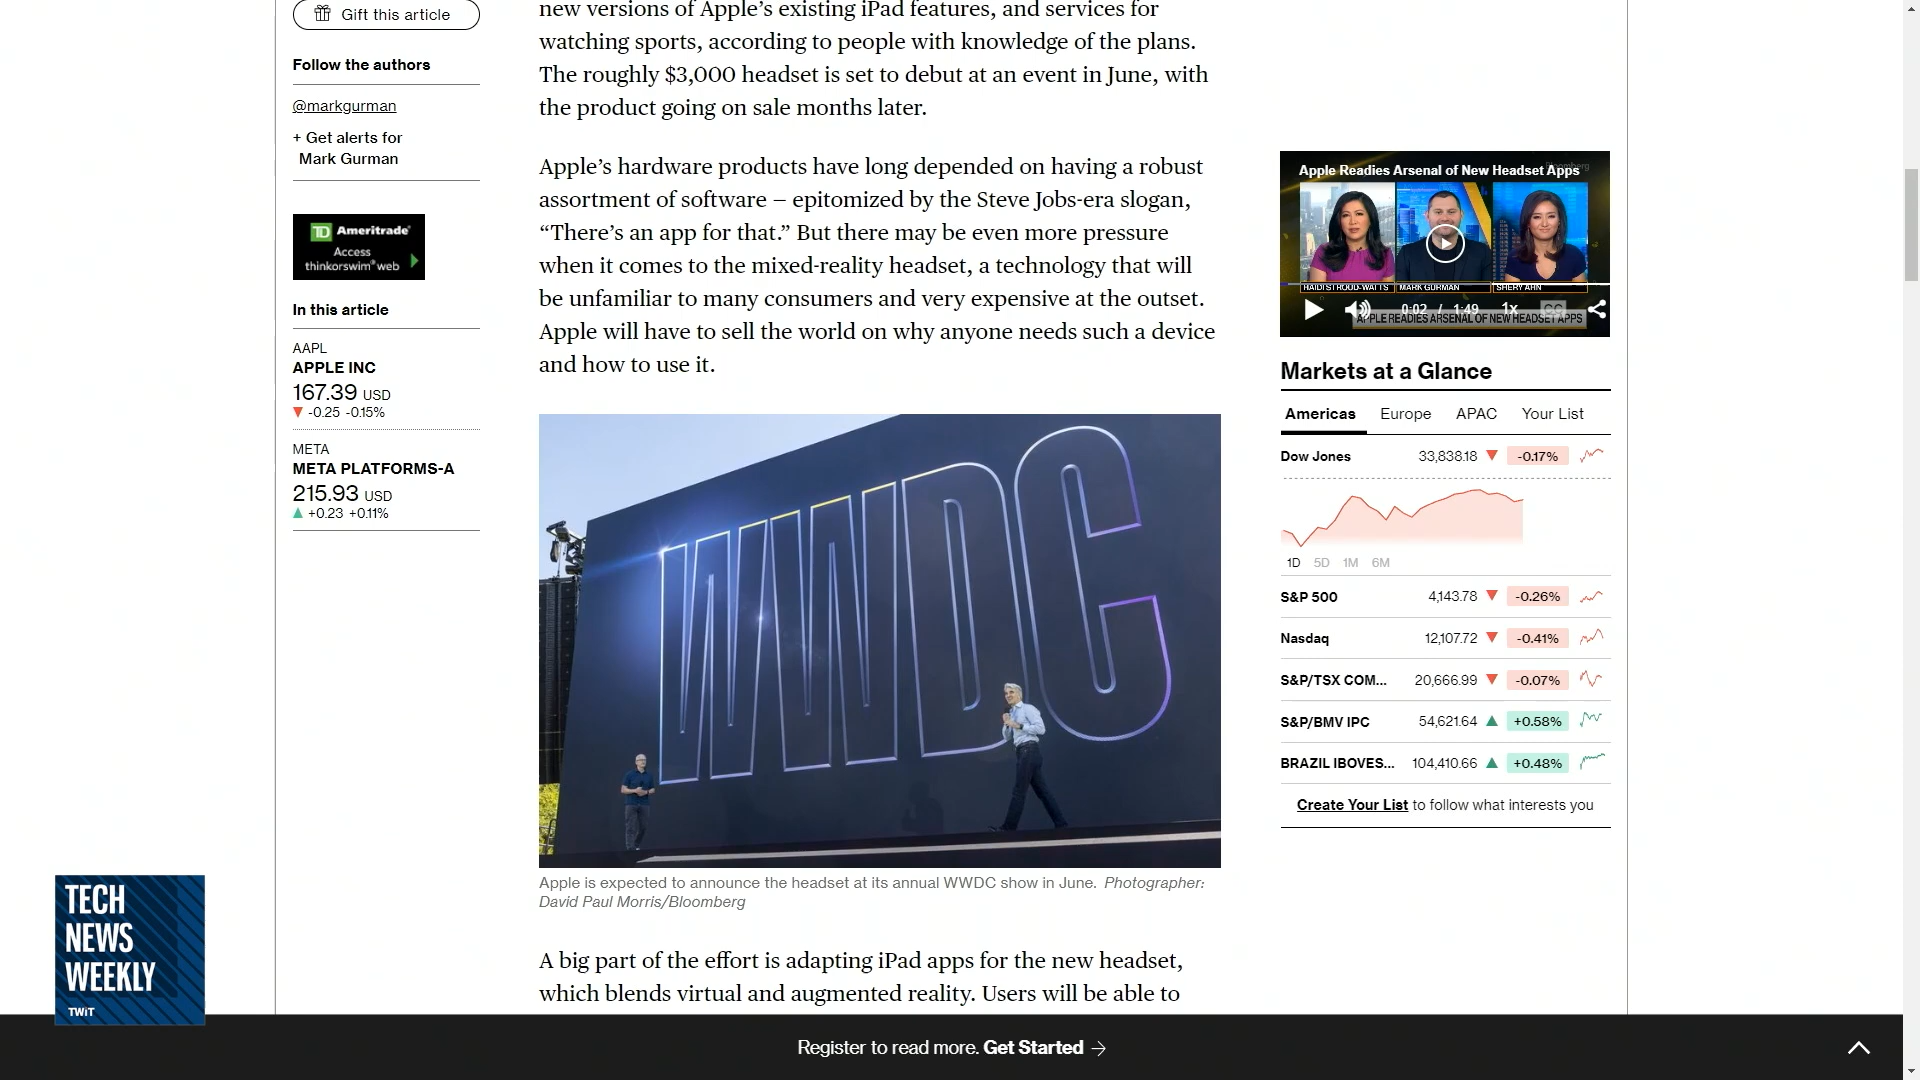 Gift this article
Follow the authors
@markgurman
+ Get alerts for
Mark Gurman
TD Ameritrade®
Access
thinkorswim® web
In this article
AAPL
APPLE INC
167.39 USD
▼ -0.25 -0.15%
META
META PLATFORMS-A
215.93 USD
▲ +0.23 +0.11%
new versions of Apple’s existing iPad features, and services for
watching sports, according to people with knowledge of the plans.
The roughly $3,000 headset is set to debut at an event in June, with
the product going on sale months later.
Apple’s hardware products have long depended on having a robust
assortment of software — epitomized by the Steve Jobs-era slogan,
“There’s an app for that.” But there may be even more pressure
when it comes to the mixed-reality headset, a technology that will
be unfamiliar to many consumers and very expensive at the outset.
Apple will have to sell the world on why anyone needs such a device
and how to use it.
WWDC
Apple is expected to announce the headset at its annual WWDC show in June. Photographer:
David Paul Morris/Bloomberg
A big part of the effort is adapting iPad apps for the new headset,
which blends virtual and augmented reality. Users will be able to
Bloomberg
Apple Readies Arsenal of New Headset Apps
HAIDI STROUD-WATTS MARK GURMAN SHERY AHN
0:02 / 1:49 1x CC
APPLE READIES ARSENAL OF NEW HEADSET APPS
Markets at a Glance
Americas Europe APAC Your List
Dow Jones 33,838.18 ▼ -0.17%
1D 5D 1M 6M
S&P 500 4,143.78 ▼ -0.26%
Nasdaq 12,107.72 ▼ -0.41%
S&P/TSX COM... 20,666.99 ▼ -0.07%
S&P/BMV IPC 54,621.64 ▲ +0.58%
BRAZIL IBOVES... 104,410.66 ▲ +0.48%
Create Your List to follow what interests you
TECH
NEWS
WEEKLY
TWiT
Register to read more. Get Started →